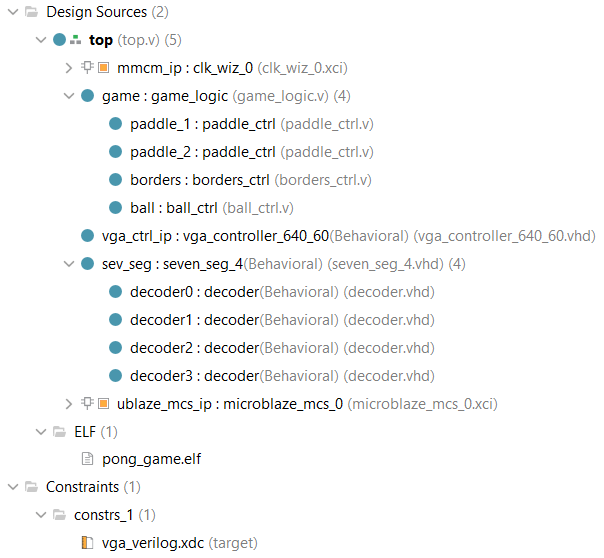 Design Sources (2)
top (top.v) (5)
mmcm_ip : clk_wiz_0 (clk_wiz_0.xci)
game : game_logic (game_logic.v) (4)
paddle_1 : paddle_ctrl (paddle_ctrl.v)
paddle_2 : paddle_ctrl (paddle_ctrl.v)
borders : borders_ctrl (borders_ctrl.v)
ball : ball_ctrl (ball_ctrl.v)
vga_ctrl_ip : vga_controller_640_60(Behavioral) (vga_controller_640_60.vhd)
sev_seg : seven_seg_4(Behavioral) (seven_seg_4.vhd) (4)
decoder0 : decoder(Behavioral) (decoder.vhd)
decoder1 : decoder(Behavioral) (decoder.vhd)
decoder2 : decoder(Behavioral) (decoder.vhd)
decoder3 : decoder(Behavioral) (decoder.vhd)
ublaze_mcs_ip : microblaze_mcs_0 (microblaze_mcs_0.xci)
ELF (1)
pong_game.elf
Constraints (1)
constrs_1 (1)
vga_verilog.xdc (target)